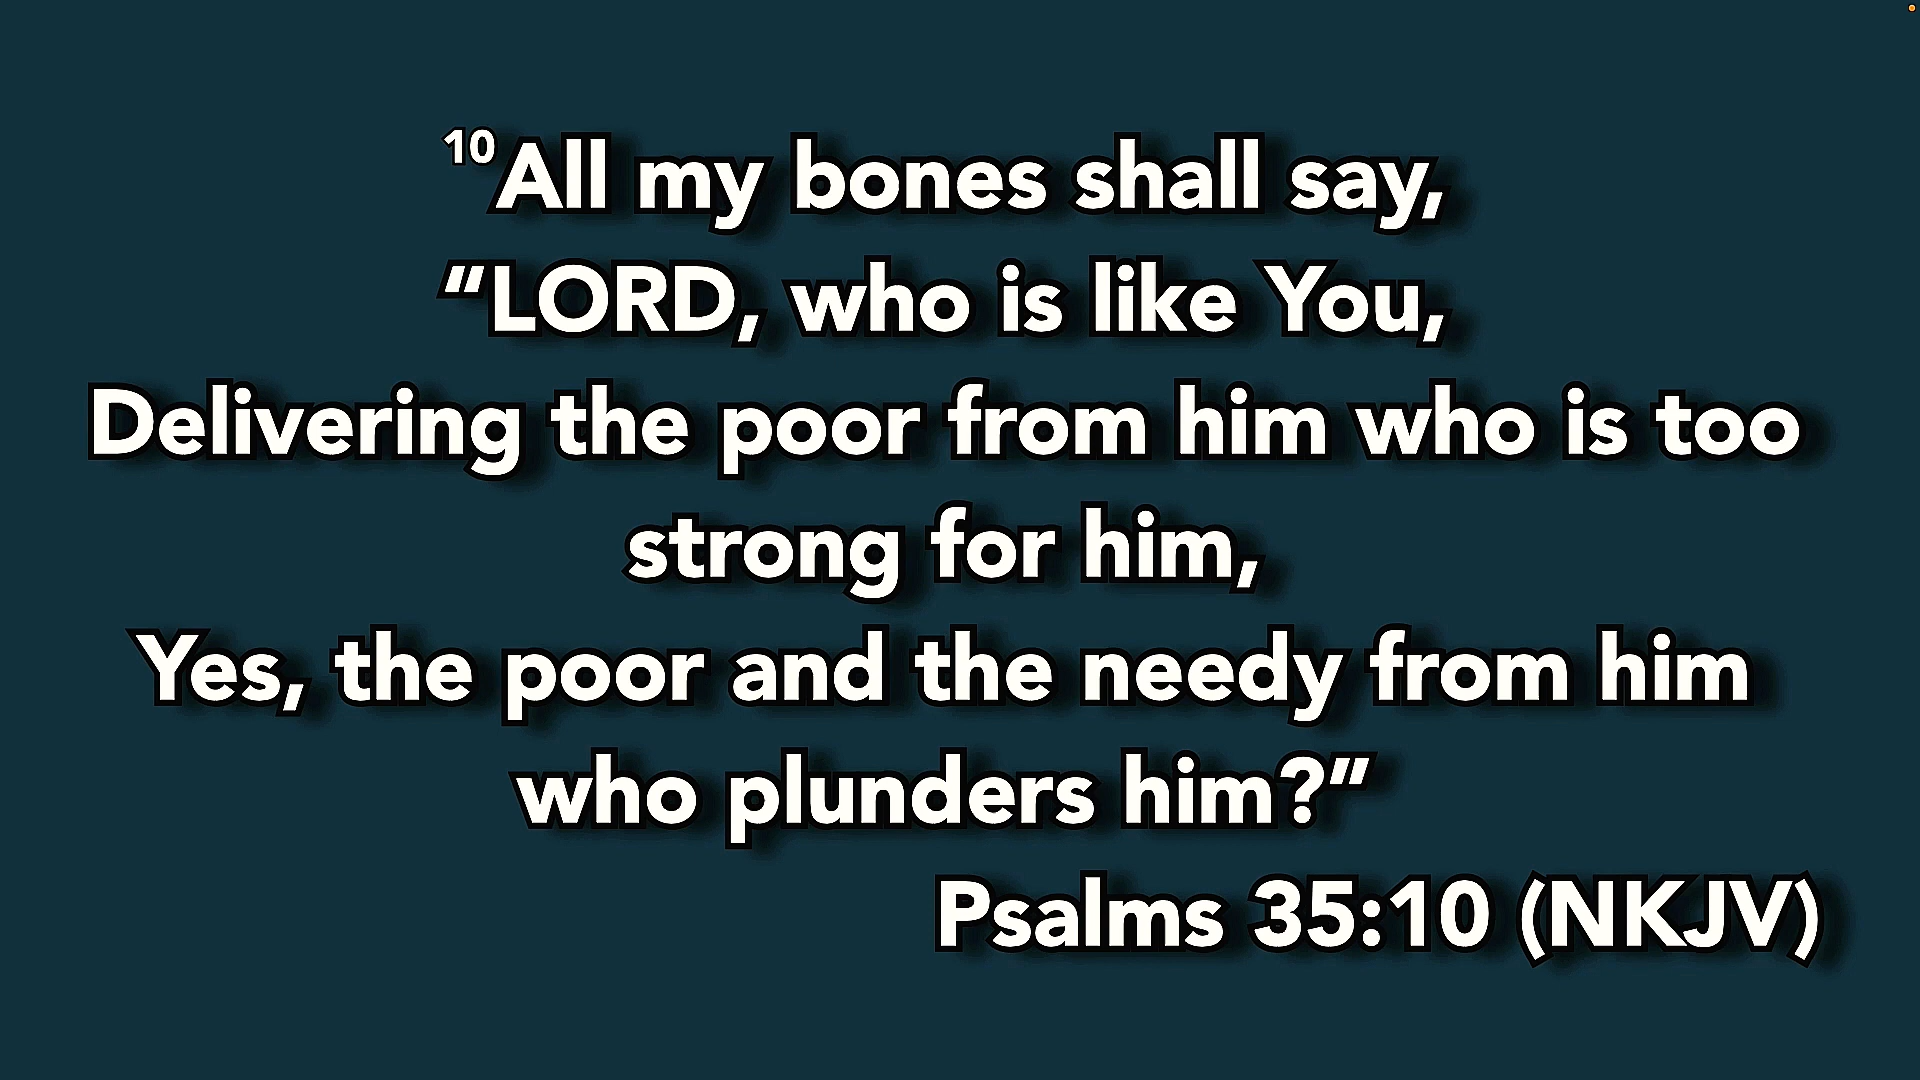 ¹⁰All my bones shall say,
“LORD, who is like You,
Delivering the poor from him who is too
strong for him,
Yes, the poor and the needy from him
who plunders him?”
Psalms 35:10 (NKJV)